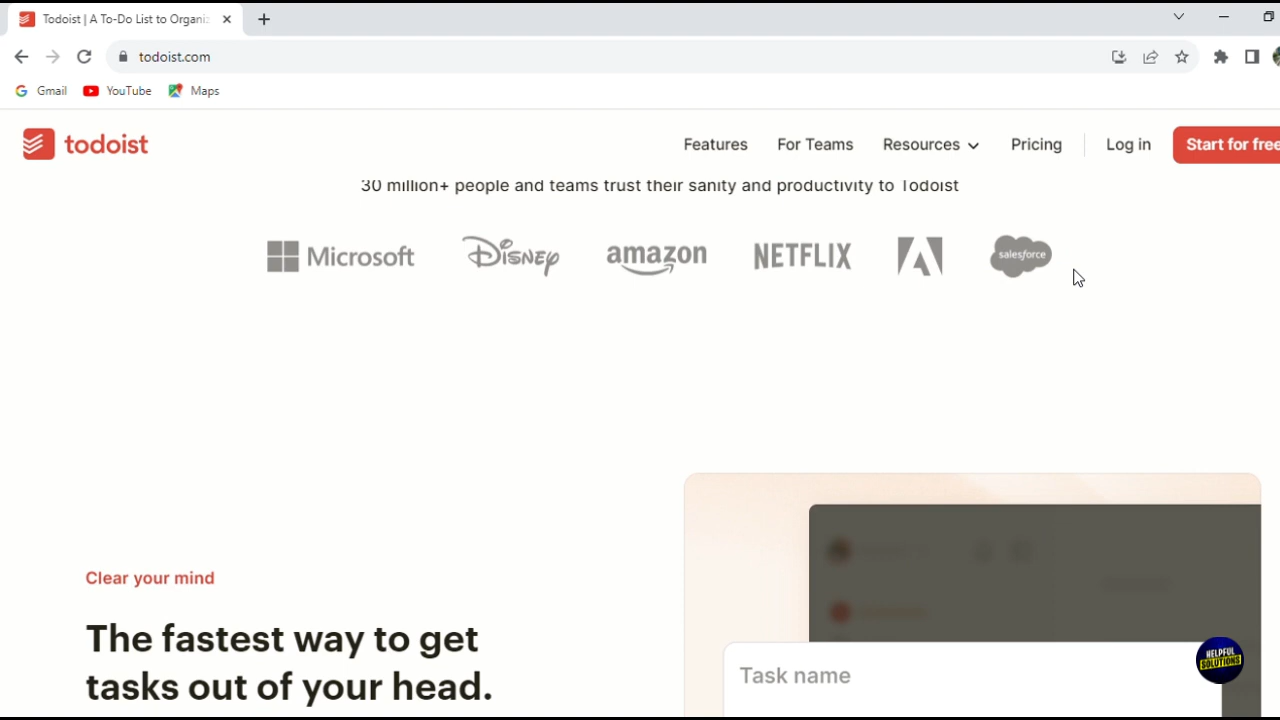 Todoist | A To-Do List to Organiz
todoist.com
Gmail YouTube Maps
todoist Features For Teams Resources Pricing Log in Start for free
30 million+ people and teams trust their sanity and productivity to Todoist
Microsoft Disney amazon NETFLIX salesforce
Clear your mind
The fastest way to get
tasks out of your head.
Task name
HELPFUL
SOLUTIONS